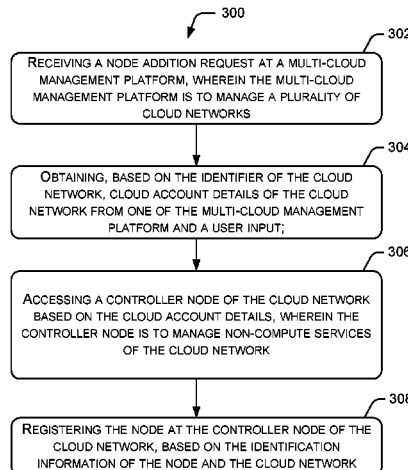 300
302
RECEIVING A NODE ADDITION REQUEST AT A MULTI-CLOUD
MANAGEMENT PLATFORM, WHEREIN THE MULTI-CLOUD
MANAGEMENT PLATFORM IS TO MANAGE A PLURALITY OF
CLOUD NETWORKS
304
OBTAINING, BASED ON THE IDENTIFIER OF THE CLOUD
NETWORK, CLOUD ACCOUNT DETAILS OF THE CLOUD
NETWORK FROM ONE OF THE MULTI-CLOUD MANAGEMENT
PLATFORM AND A USER INPUT;
306
ACCESSING A CONTROLLER NODE OF THE CLOUD NETWORK
BASED ON THE CLOUD ACCOUNT DETAILS, WHEREIN THE
CONTROLLER NODE IS TO MANAGE NON-COMPUTE SERVICES
OF THE CLOUD NETWORK
308
REGISTERING THE NODE AT THE CONTROLLER NODE OF THE
CLOUD NETWORK, BASED ON THE IDENTIFICATION
INFORMATION OF THE NODE AND THE CLOUD NETWORK